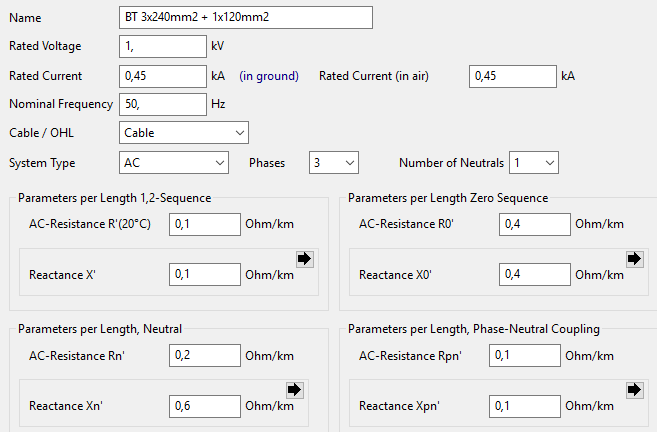 Name BT 3x240mm2 + 1x120mm2
Rated Voltage 1, kV
Rated Current 0,45 kA (in ground) Rated Current (in air) 0,45 kA
Nominal Frequency 50, Hz
Cable / OHL Cable
System Type AC Phases 3 Number of Neutrals 1
Parameters per Length 1,2-Sequence Parameters per Length Zero Sequence
AC-Resistance R'(20°C) 0,1 Ohm/km AC-Resistance R0' 0,4 Ohm/km
Reactance X' 0,1 Ohm/km Reactance X0' 0,4 Ohm/km
Parameters per Length, Neutral Parameters per Length, Phase-Neutral Coupling
AC-Resistance Rn' 0,2 Ohm/km AC-Resistance Rpn' 0,1 Ohm/km
Reactance Xn' 0,6 Ohm/km Reactance Xpn' 0,1 Ohm/km